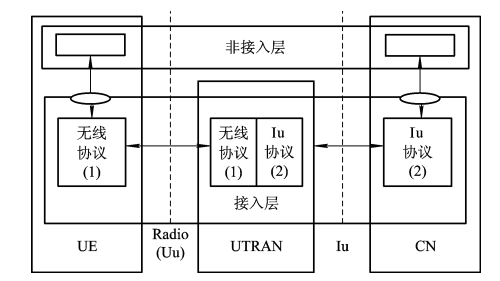 非接入层
无线
协议
(1)
无线
协议
(1)
Iu
协议
(2)
Iu
协议
(2)
接入层
UE
Radio
(Uu)
UTRAN
Iu
CN